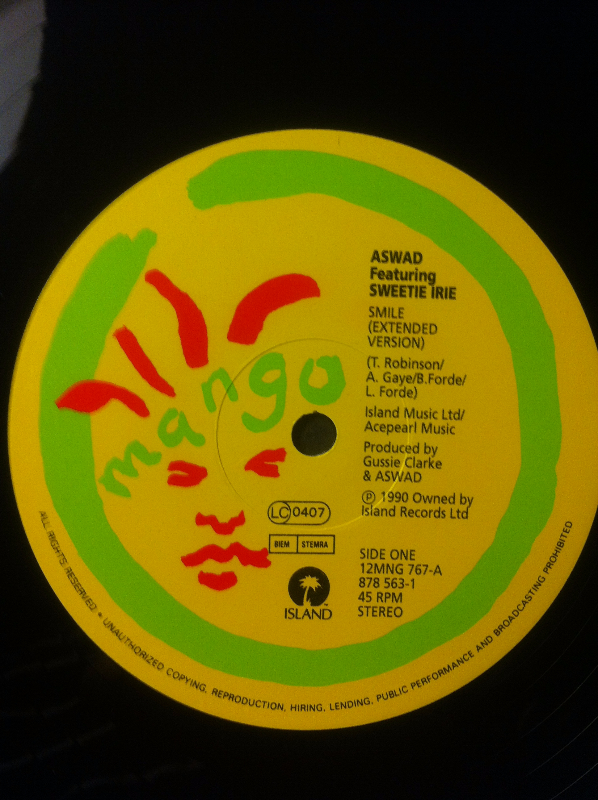 mango
ASWAD
Featuring
SWEETIE IRIE
SMILE
(EXTENDED
VERSION)
(T. Robinson/
A. Gaye/B.Forde/
L. Forde)
Island Music Ltd/
Acepearl Music
Produced by
Gussie Clarke
& ASWAD
Ⓟ 1990 Owned by
Island Records Ltd
LC 0407
BIEM STEMRA
ISLAND
SIDE ONE
12MNG 767-A
878 563-1
45 RPM
STEREO
ALL RIGHTS RESERVED • UNAUTHORIZED COPYING, REPRODUCTION, HIRING, LENDING, PUBLIC PERFORMANCE AND BROADCASTING PROHIBITED